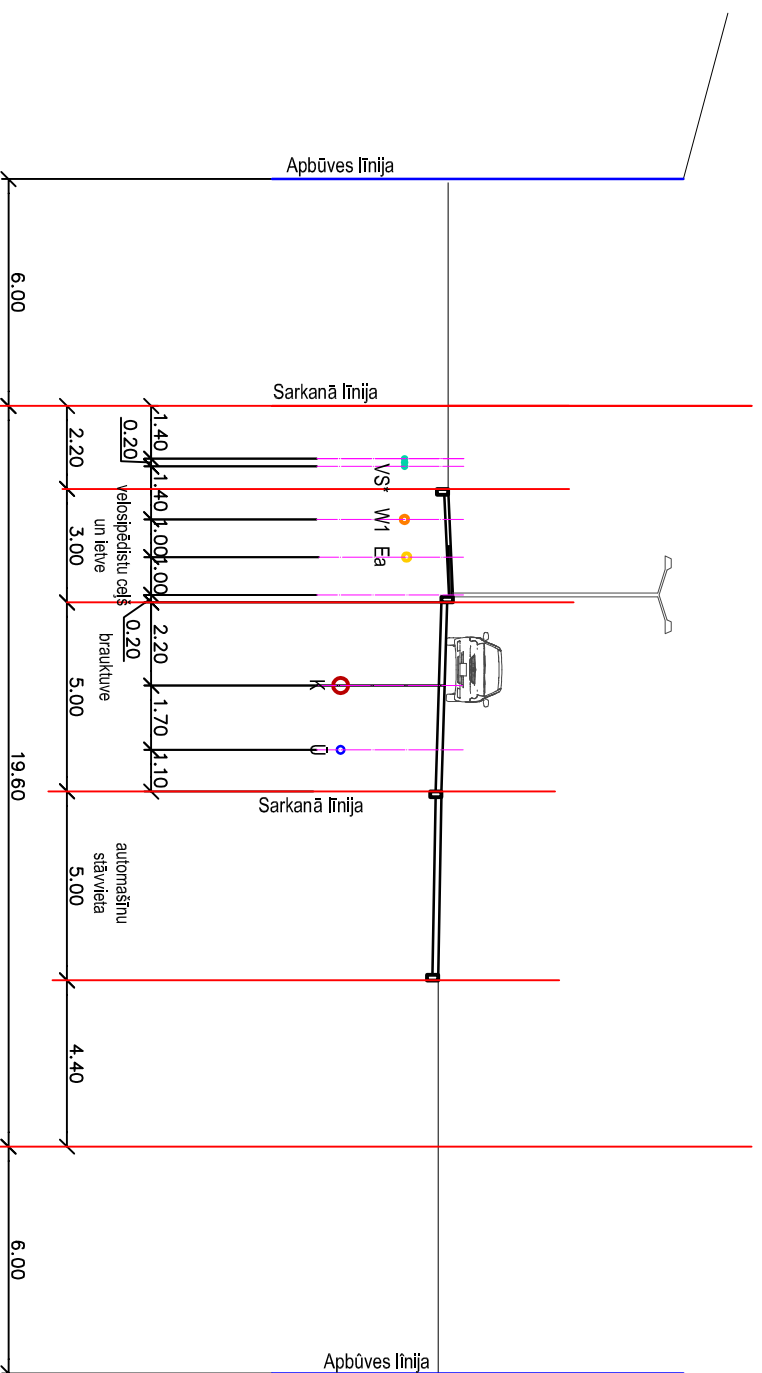 Apbūves līnija
6.00
Sarkanā līnija
1.40
0.20
2.20
VS*
1.40
velosipēdistu ceļš
un ietve
3.00
W1
1.00
Ea
1.00
0.20
2.20
brauktuve
5.00
K
1.70
Ū
1.10
19.60
Sarkanā līnija
automašīnu
stāvvieta
5.00
4.40
6.00
Apbûves lînija